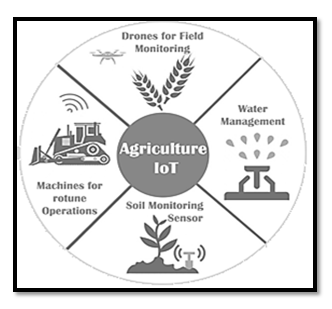 Drones for Field
Monitoring
Water
Management
Agriculture
IoT
Machines for
rotune
Operations
Soil Monitoring
Sensor